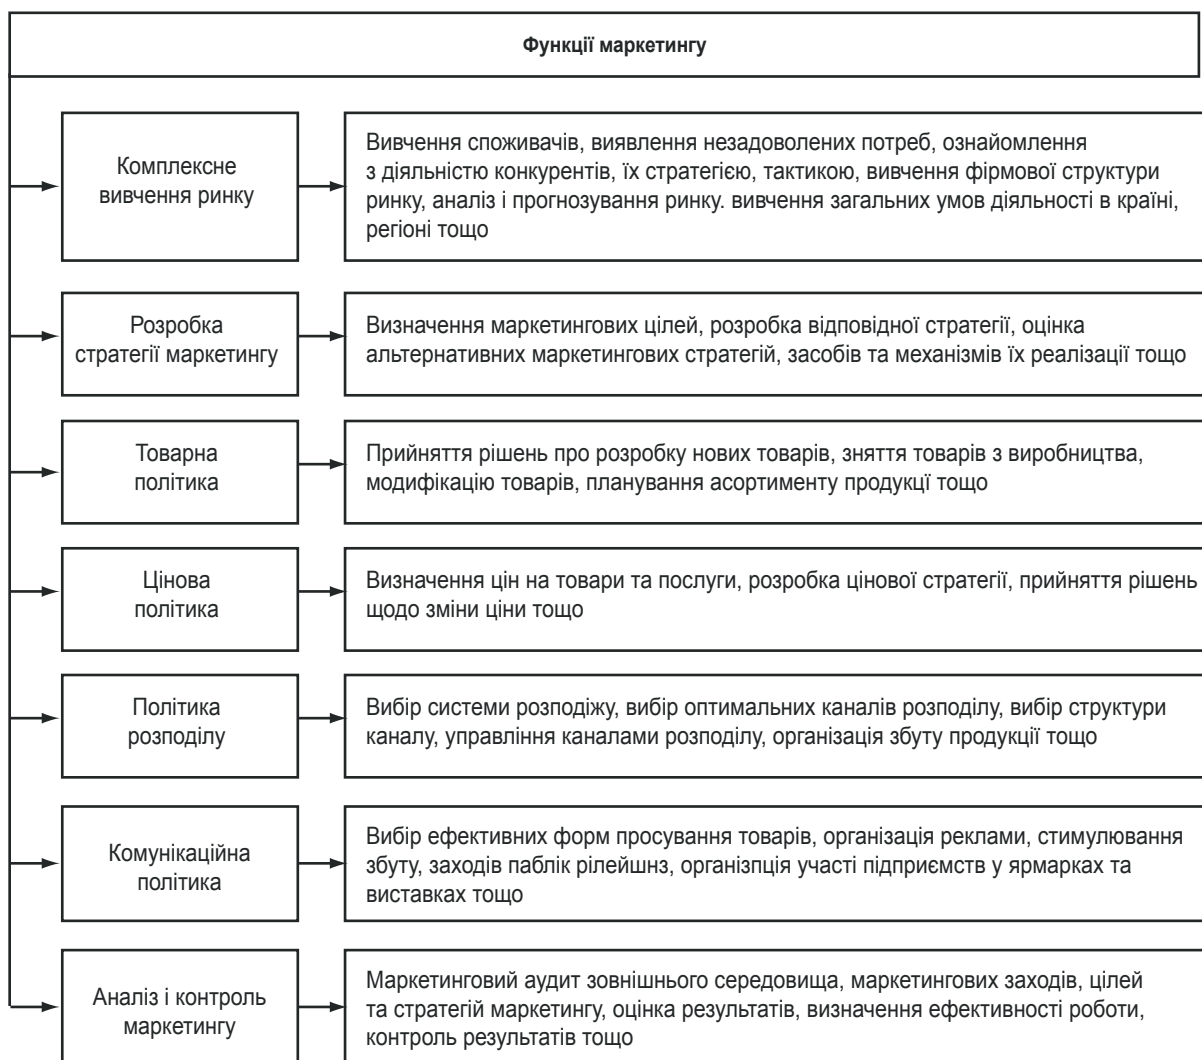 Функції маркетингу
Комплексне
вивчення ринку
Вивчення споживачів, виявлення незадоволених потреб, ознайомлення
з діяльністю конкурентів, їх стратегією, тактикою, вивчення фірмової структури
ринку, аналіз і прогнозування ринку. вивчення загальних умов діяльності в країні,
регіоні тощо
Розробка
стратегії маркетингу
Визначення маркетингових цілей, розробка відповідної стратегії, оцінка
альтернативних маркетингових стратегій, засобів та механізмів їх реалізації тощо
Товарна
політика
Прийняття рішень про розробку нових товарів, зняття товарів з виробництва,
модифікацію товарів, планування асортименту продукцї тощо
Цінова
політика
Визначення цін на товари та послуги, розробка цінової стратегії, прийняття рішень
щодо зміни ціни тощо
Політика
розподілу
Вибір системи розподіжу, вибір оптимальних каналів розподілу, вибір структури
каналу, управління каналами розподілу, організація збуту продукції тощо
Комунікаційна
політика
Вибір ефективних форм просування товарів, організація реклами, стимулювання
збуту, заходів паблік рілейшнз, організпція участі підприємств у ярмарках та
виставках тощо
Аналіз і контроль
маркетингу
Маркетинговий аудит зовнішнього середовища, маркетингових заходів, цілей
та стратегій маркетингу, оцінка результатів, визначення ефективності роботи,
контроль результатів тощо